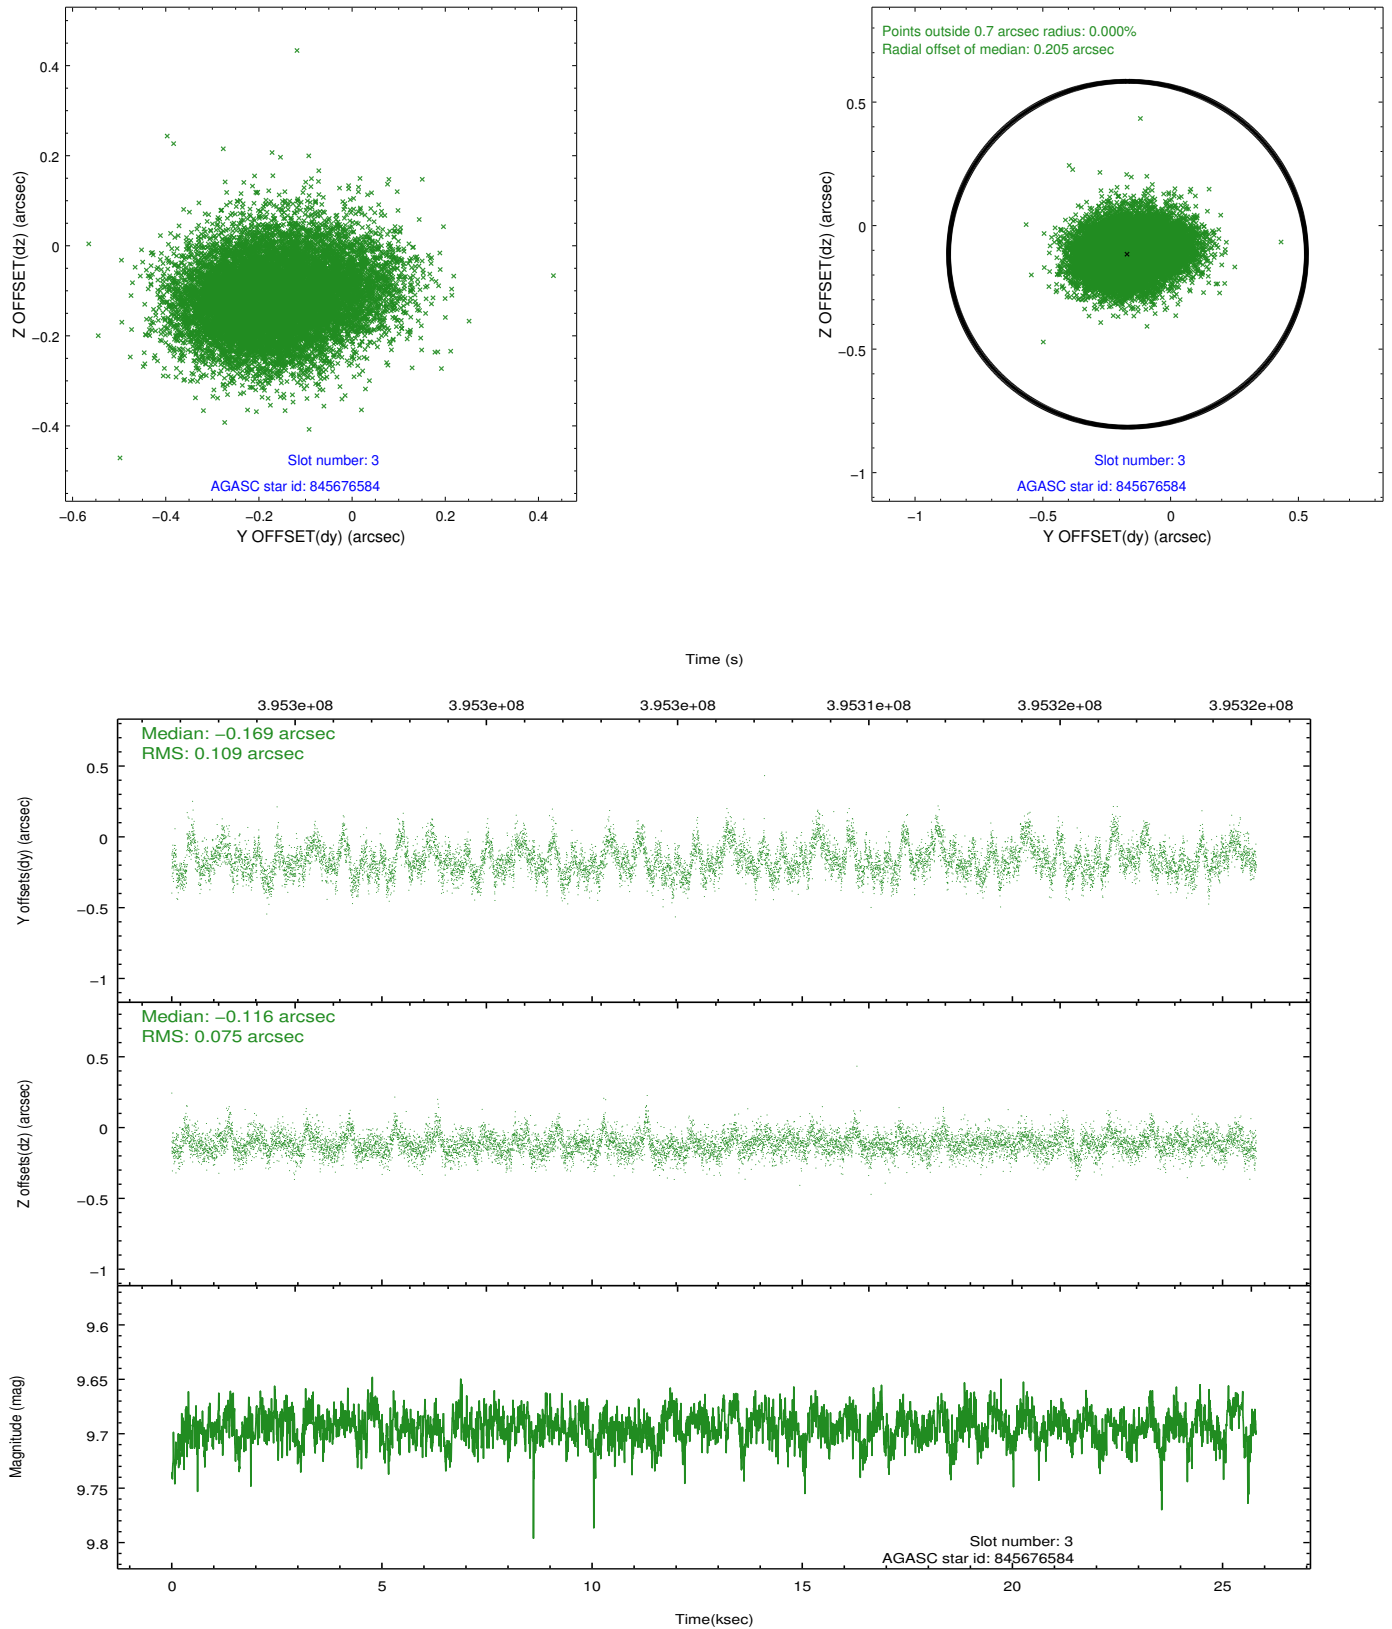 0.4
0.2
0
−0.2
−0.4
Z OFFSET(dz) (arcsec)
Slot number: 3
AGASC star id: 845676584
−0.6 −0.4 −0.2 0 0.2 0.4
Y OFFSET(dy) (arcsec)
Points outside 0.7 arcsec radius: 0.000%
Radial offset of median: 0.205 arcsec
0.5
0
−0.5
−1
Z OFFSET(dz) (arcsec)
Slot number: 3
AGASC star id: 845676584
−1 −0.5 0 0.5
Y OFFSET(dy) (arcsec)
Time (s)
3.953e+08 3.953e+08 3.953e+08 3.9531e+08 3.9532e+08 3.9532e+08
Median: −0.169 arcsec
RMS: 0.109 arcsec
0.5
0
−0.5
−1
Y offsets(dy) (arcsec)
Median: −0.116 arcsec
RMS: 0.075 arcsec
0.5
0
−0.5
−1
Z offsets(dz) (arcsec)
9.6
9.65
9.7
9.75
9.8
Magnitude (mag)
Slot number: 3
AGASC star id: 845676584
0 5 10 15 20 25
Time(ksec)